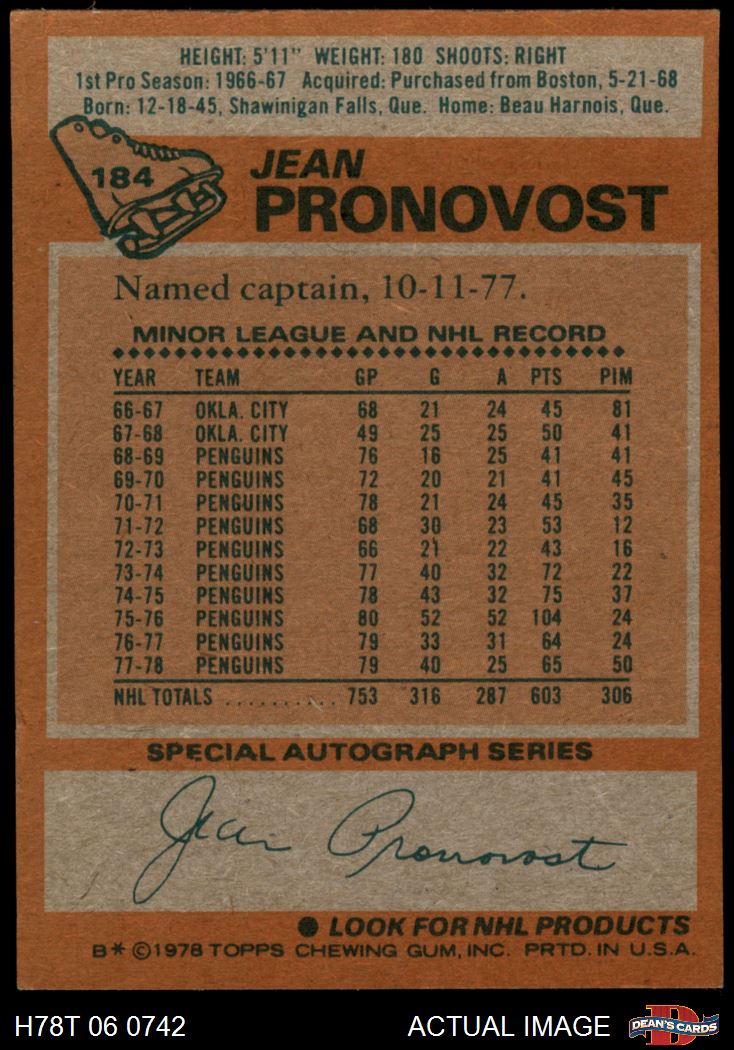 HEIGHT: 5'11" WEIGHT: 180 SHOOTS: RIGHT
1st Pro Season: 1966-67 Acquired: Purchased from Boston, 5-21-68
Born: 12-18-45, Shawinigan Falls, Que. Home: Beau Harnois, Que.
184
JEAN
PRONOVOST
Named captain, 10-11-77.
MINOR LEAGUE AND NHL RECORD
YEAR TEAM GP G A PTS PIM
66-67 OKLA. CITY 68 21 24 45 81
67-68 OKLA. CITY 49 25 25 50 41
68-69 PENGUINS 76 16 25 41 41
69-70 PENGUINS 72 20 21 41 45
70-71 PENGUINS 78 21 24 45 35
71-72 PENGUINS 68 30 23 53 12
72-73 PENGUINS 66 21 22 43 16
73-74 PENGUINS 77 40 32 72 22
74-75 PENGUINS 78 43 32 75 37
75-76 PENGUINS 80 52 52 104 24
76-77 PENGUINS 79 33 31 64 24
77-78 PENGUINS 79 40 25 65 50
NHL TOTALS .......... 753 316 287 603 306
SPECIAL AUTOGRAPH SERIES
Jean Pronovost
● LOOK FOR NHL PRODUCTS
B* ©1978 TOPPS CHEWING GUM, INC. PRTD. IN U.S.A.
H78T 06 0742 ACTUAL IMAGE DEAN'S CARDS